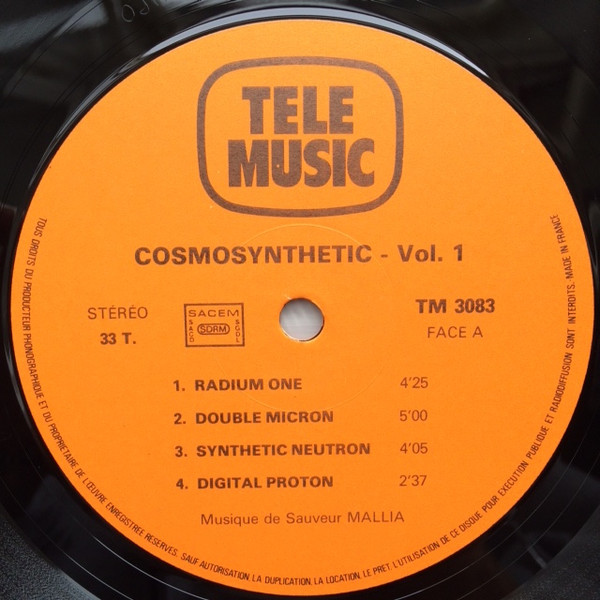 TELE
MUSIC
COSMOSYNTHETIC - Vol. 1
STÉRÉO
33 T.
SACEM
SACD
SDRM
SGDL
TM 3083
FACE A
1. RADIUM ONE 4'25
2. DOUBLE MICRON 5'00
3. SYNTHETIC NEUTRON 4'05
4. DIGITAL PROTON 2'37
Musique de Sauveur MALLIA
TOUS DROITS DU PRODUCTEUR PHONOGRAPHIQUE ET DU PROPRIETAIRE DE L'ŒUVRE ENREGISTREE RESERVES. SAUF AUTORISATION, LA DUPLICATION, LA LOCATION, LE PRET, L'UTILISATION DE CE DISQUE POUR EXECUTION PUBLIQUE ET RADIODIFFUSION SONT INTERDITS. MADE IN FRANCE